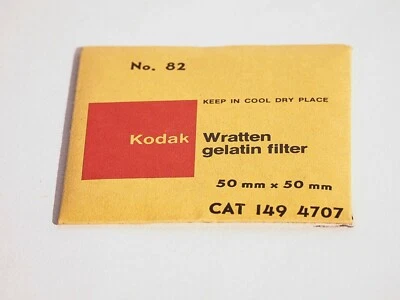 No. 82
KEEP IN COOL DRY PLACE
Kodak Wratten
gelatin filter
50 mm x 50 mm
CAT 149 4707